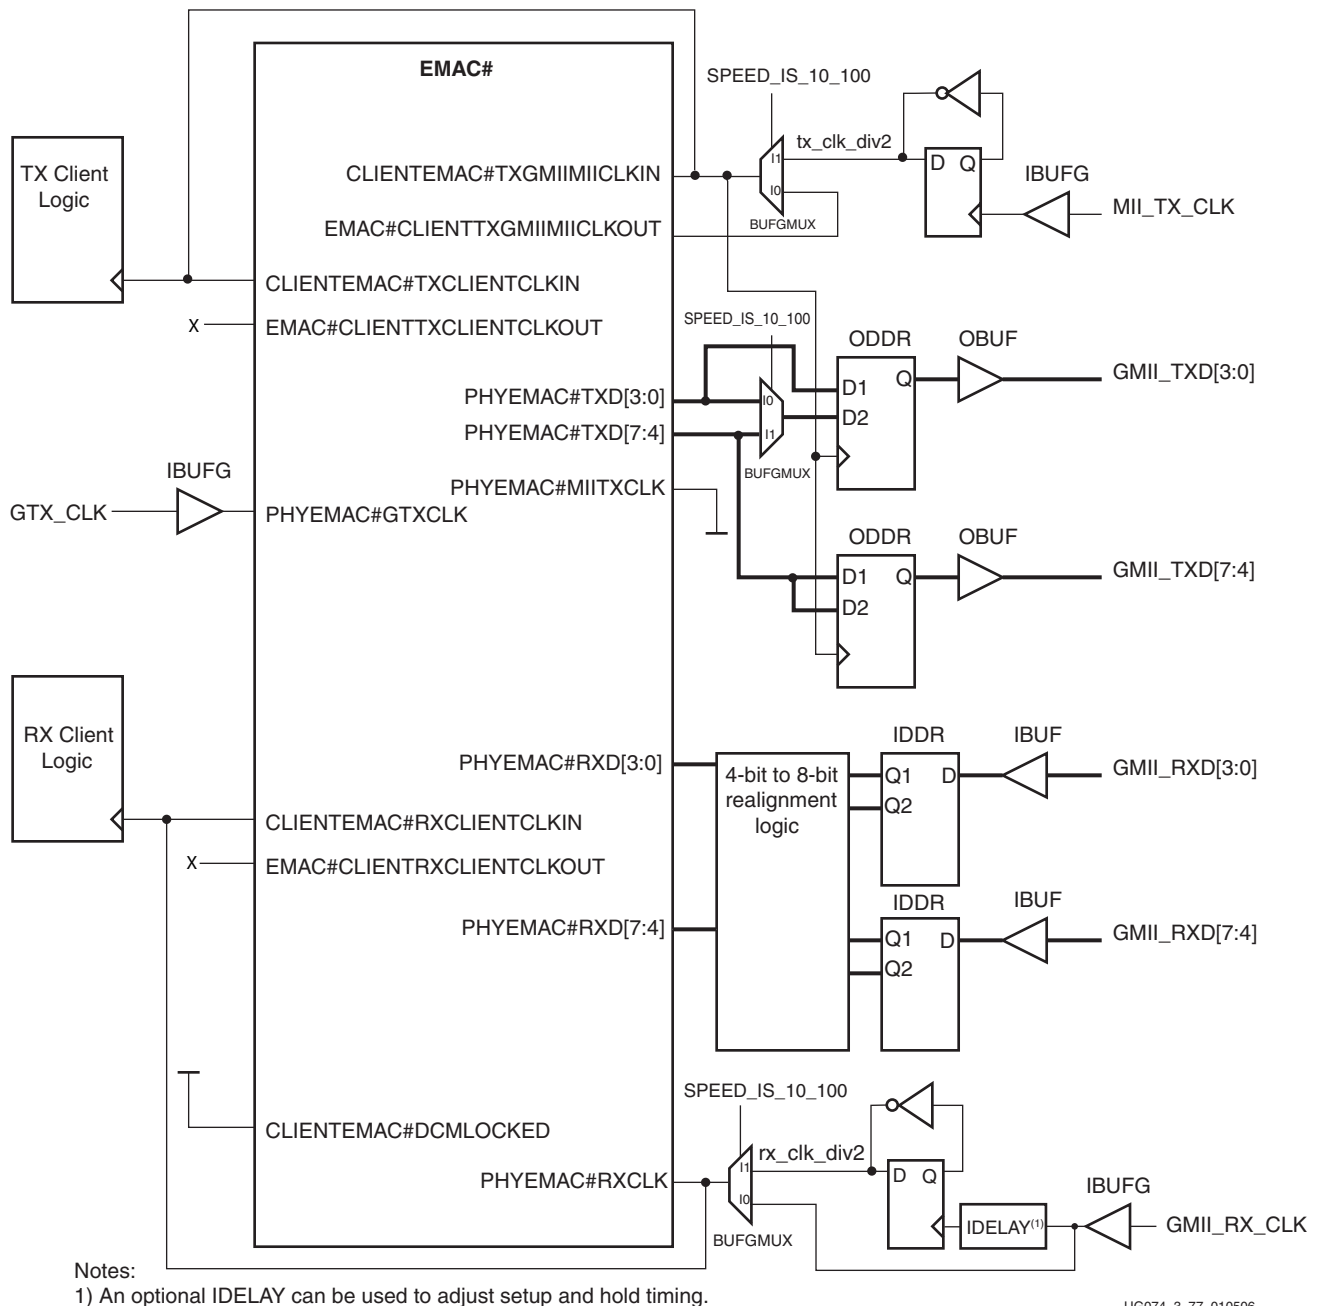 EMAC#
SPEED_IS_10_100
TX Client
Logic
CLIENTEMAC#TXGMIIMIICLKIN
I1
I0
tx_clk_div2
D Q
IBUFG
MII_TX_CLK
EMAC#CLIENTTXGMIIMIICLKOUT
BUFGMUX
CLIENTEMAC#TXCLIENTCLKIN
X
EMAC#CLIENTTXCLIENTCLKOUT
SPEED_IS_10_100
ODDR
OBUF
PHYEMAC#TXD[3:0]
I0
I1
D1
D2
Q
GMII_TXD[3:0]
PHYEMAC#TXD[7:4]
BUFGMUX
IBUFG
PHYEMAC#MIITXCLK
GTX_CLK
PHYEMAC#GTXCLK
ODDR
OBUF
D1
D2
Q
GMII_TXD[7:4]
RX Client
Logic
PHYEMAC#RXD[3:0]
4-bit to 8-bit
realignment
logic
IDDR
IBUF
Q1 D
Q2
GMII_RXD[3:0]
CLIENTEMAC#RXCLIENTCLKIN
X
EMAC#CLIENTRXCLIENTCLKOUT
PHYEMAC#RXD[7:4]
IDDR
IBUF
Q1 D
Q2
GMII_RXD[7:4]
SPEED_IS_10_100
CLIENTEMAC#DCMLOCKED
PHYEMAC#RXCLK
I1
I0
rx_clk_div2
D Q
IBUFG
IDELAY(1)
GMII_RX_CLK
BUFGMUX
Notes:
1) An optional IDELAY can be used to adjust setup and hold timing.